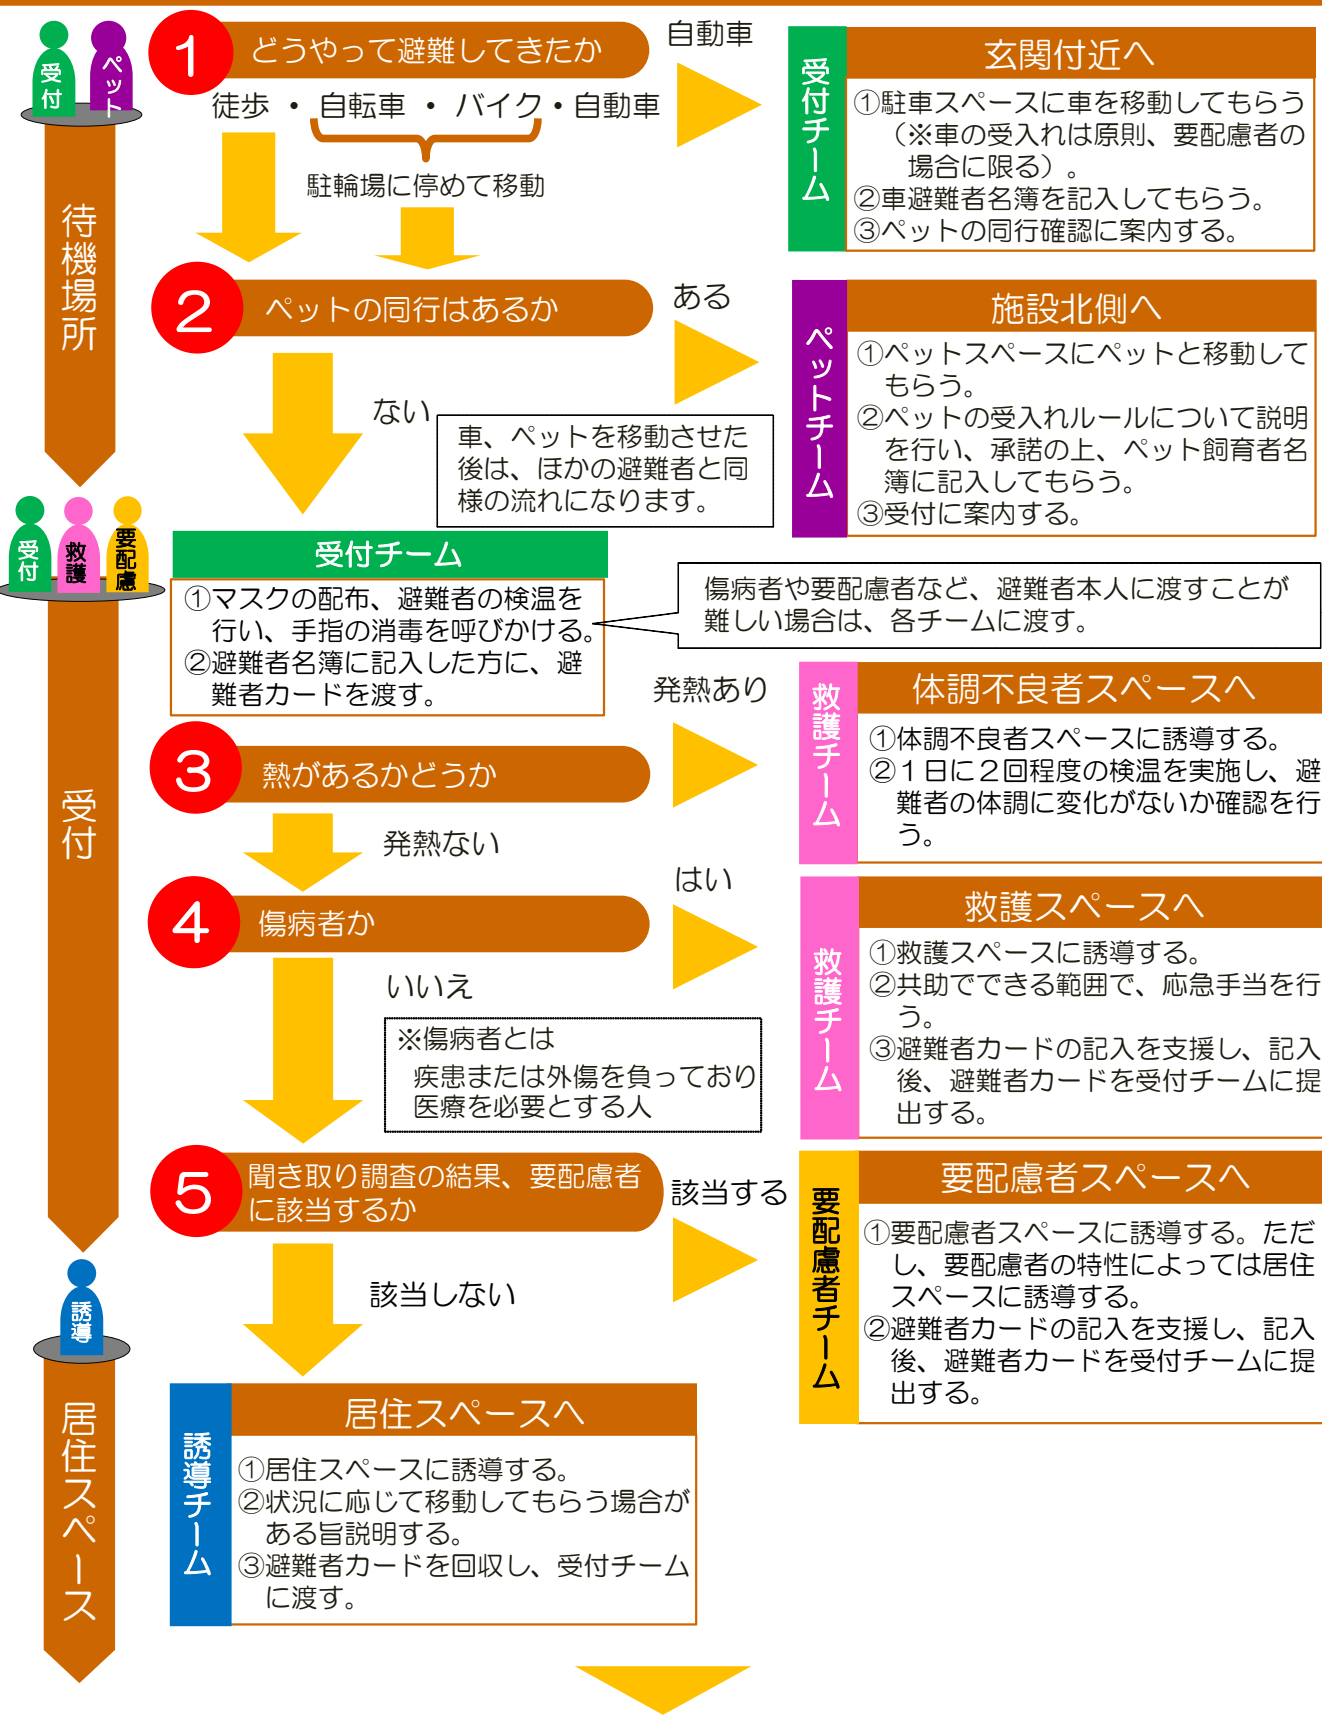 受付
ペット
待機場所
1
どうやって避難してきたか
自動車
徒歩 ・ 自転車 ・ バイク・自動車
駐輪場に停めて移動
受付チーム
玄関付近へ
①駐車スペースに車を移動してもらう
(※車の受入れは原則、要配慮者の
場合に限る)。
②車避難者名簿を記入してもらう。
③ペットの同行確認に案内する。
2
ペットの同行はあるか
ある
ない
ペットチーム
施設北側へ
①ペットスペースにペットと移動して
もらう。
②ペットの受入れルールについて説明
を行い、承諾の上、ペット飼育者名
簿に記入してもらう。
③受付に案内する。
車、ペットを移動させた
後は、ほかの避難者と同
様の流れになります。
受付
救護
要配慮
受付
受付チーム
①マスクの配布、避難者の検温を
行い、手指の消毒を呼びかける。
②避難者名簿に記入した方に、避
難者カードを渡す。
傷病者や要配慮者など、避難者本人に渡すことが
難しい場合は、各チームに渡す。
3
熱があるかどうか
発熱あり
発熱ない
救護チーム
体調不良者スペースへ
①体調不良者スペースに誘導する。
②1日に2回程度の検温を実施し、避
難者の体調に変化がないか確認を行
う。
4
傷病者か
はい
いいえ
※傷病者とは
疾患または外傷を負っており
医療を必要とする人
救護チーム
救護スペースへ
①救護スペースに誘導する。
②共助でできる範囲で、応急手当を行
う。
③避難者カードの記入を支援し、記入
後、避難者カードを受付チームに提
出する。
5
聞き取り調査の結果、要配慮者
に該当するか
該当する
該当しない
要配慮者チーム
要配慮者スペースへ
①要配慮者スペースに誘導する。ただ
し、要配慮者の特性によっては居住
スペースに誘導する。
②避難者カードの記入を支援し、記入
後、避難者カードを受付チームに提
出する。
誘導
居住スペース
誘導チーム
居住スペースへ
①居住スペースに誘導する。
②状況に応じて移動してもらう場合が
ある旨説明する。
③避難者カードを回収し、受付チーム
に渡す。